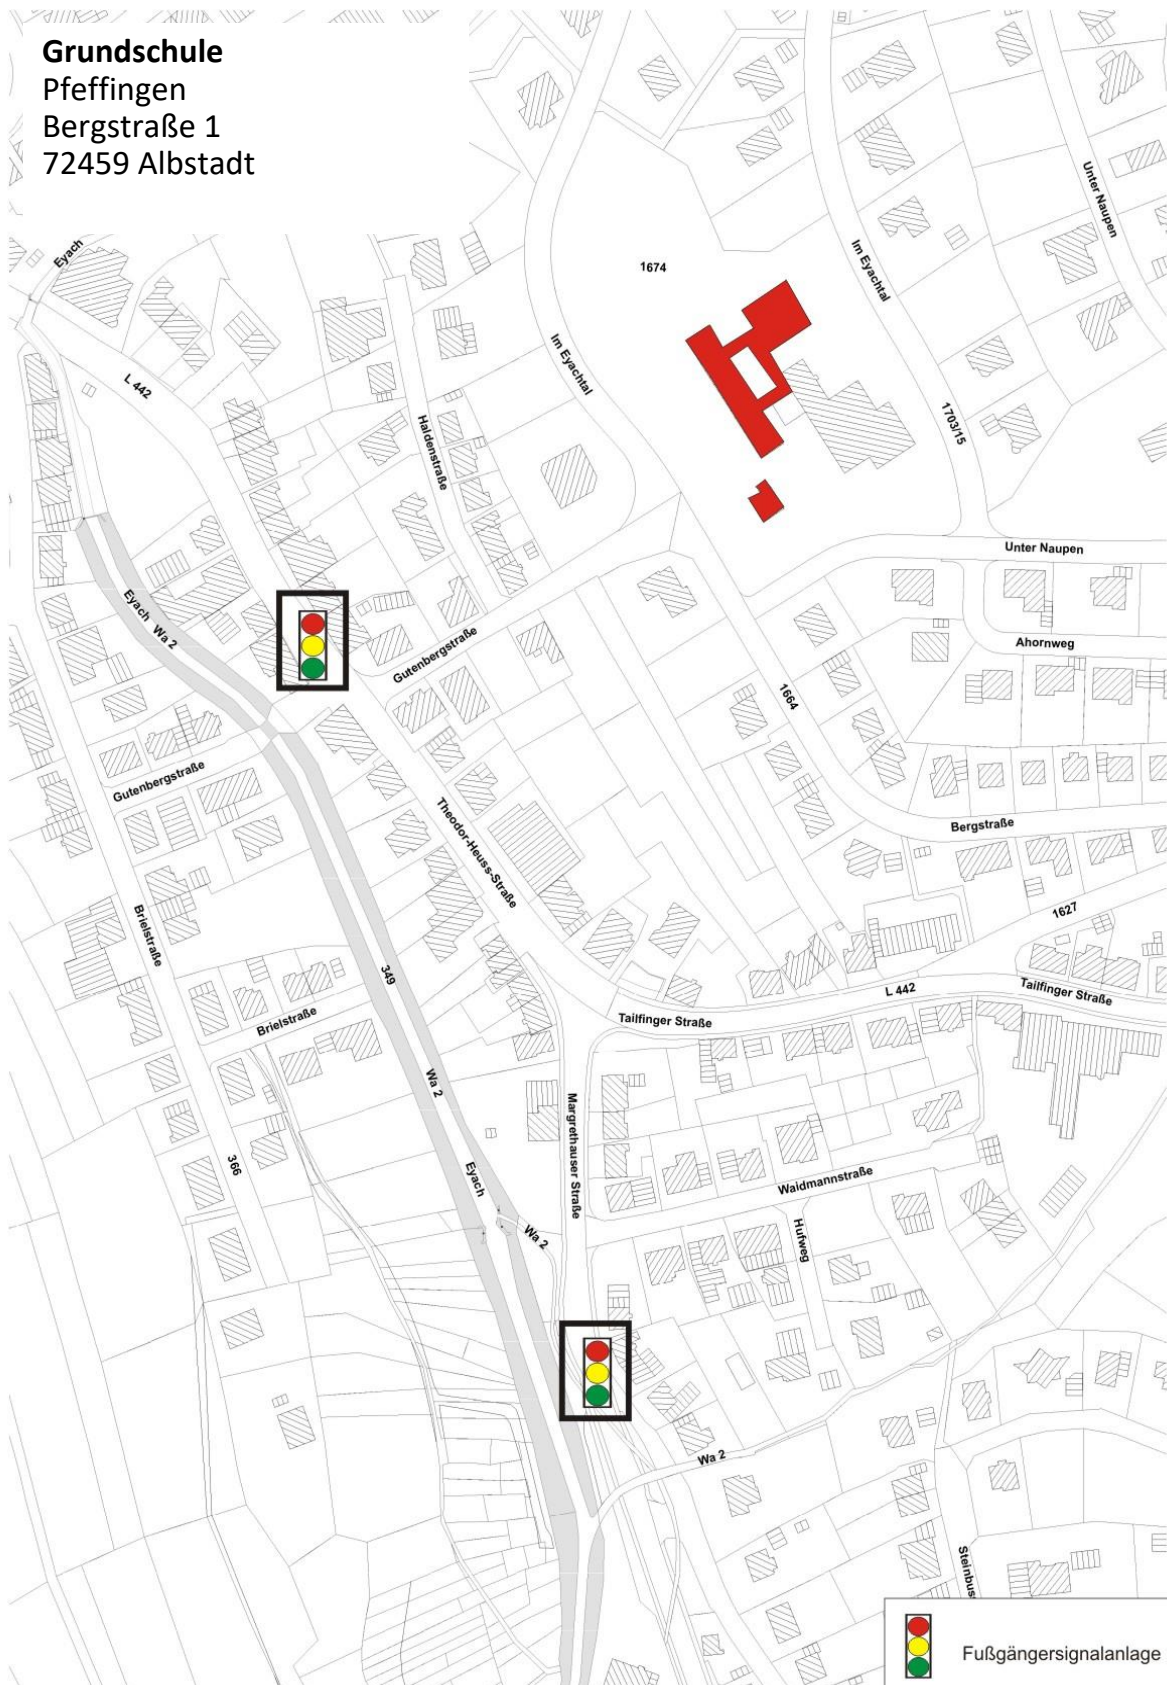 Grundschule
Pfeffingen
Bergstraße 1
72459 Albstadt
Eyach
L 442
Haldenstraße
Im Eyachtal
1674
Im Eyachtal
Unter Naupen
1703/15
Unter Naupen
Ahornweg
Eyach Wa 2
Gutenbergstraße
1664
Gutenbergstraße
Bergstraße
Theodor-Heuss-Straße
Brielstraße
1627
349
L 442
Tailfinger Straße
Tailfinger Straße
Brielstraße
Wa 2
Margrethauser Straße
366
Eyach
Waidmannstraße
Wa 2
Hufweg
Wa 2
Fußgängersignalanlage